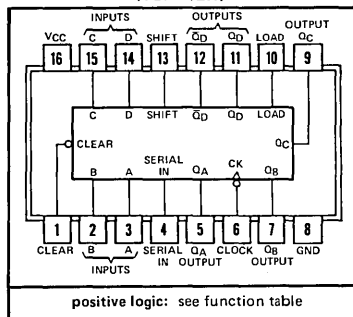 INPUTS OUTPUTS OUTPUT
VCC C D SHIFT Q̅D QD LOAD QC
16 15 14 13 12 11 10 9
C D SHIFT Q̅D QD LOAD
CLEAR QC
B A SERIAL IN QA CK QB
1 2 3 4 5 6 7 8
CLEAR B A SERIAL IN QA OUTPUT CLOCK QB OUTPUT GND
INPUTS
positive logic: see function table